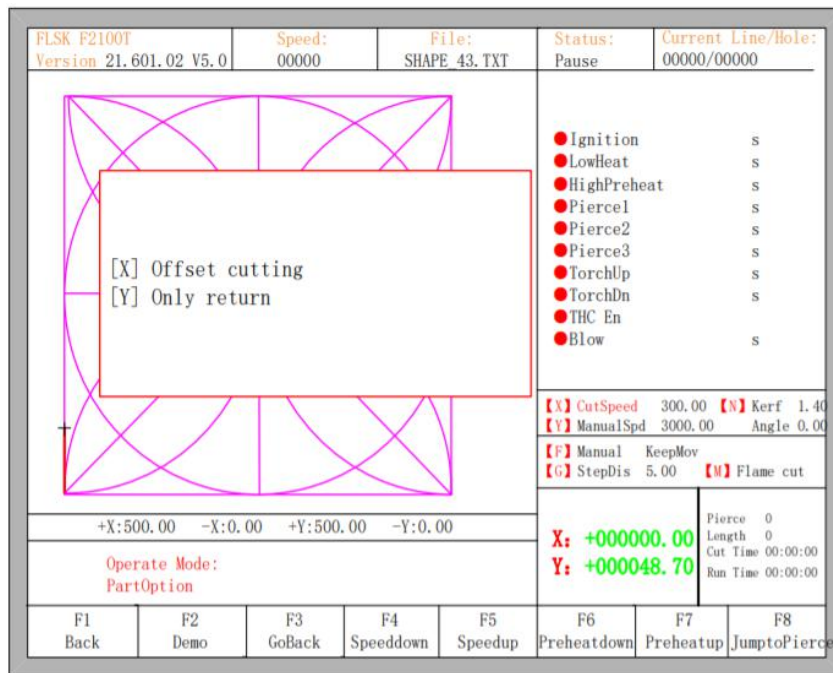 FLSK F2100T
Version 21.601.02 V5.0
Speed:
00000
File:
SHAPE_43.TXT
Status:
Pause
Current Line/Hole:
00000/00000
[X] Offset cutting
[Y] Only return
Ignition s
LowHeat s
HighPreheat s
Pierce1 s
Pierce2 s
Pierce3 s
TorchUp s
TorchDn s
THC En
Blow s
【X】CutSpeed 300.00 【N】Kerf 1.40
【Y】ManualSpd 3000.00 Angle 0.00
【F】Manual KeepMov
【G】StepDis 5.00 【M】Flame cut
+X:500.00 -X:0.00 +Y:500.00 -Y:0.00
Operate Mode:
PartOption
X: +000000.00
Y: +000048.70
Pierce 0
Length 0
Cut Time 00:00:00
Run Time 00:00:00
F1 Back
F2 Demo
F3 GoBack
F4 Speeddown
F5 Speedup
F6 Preheatdown
F7 Preheatup
F8 JumptoPierce